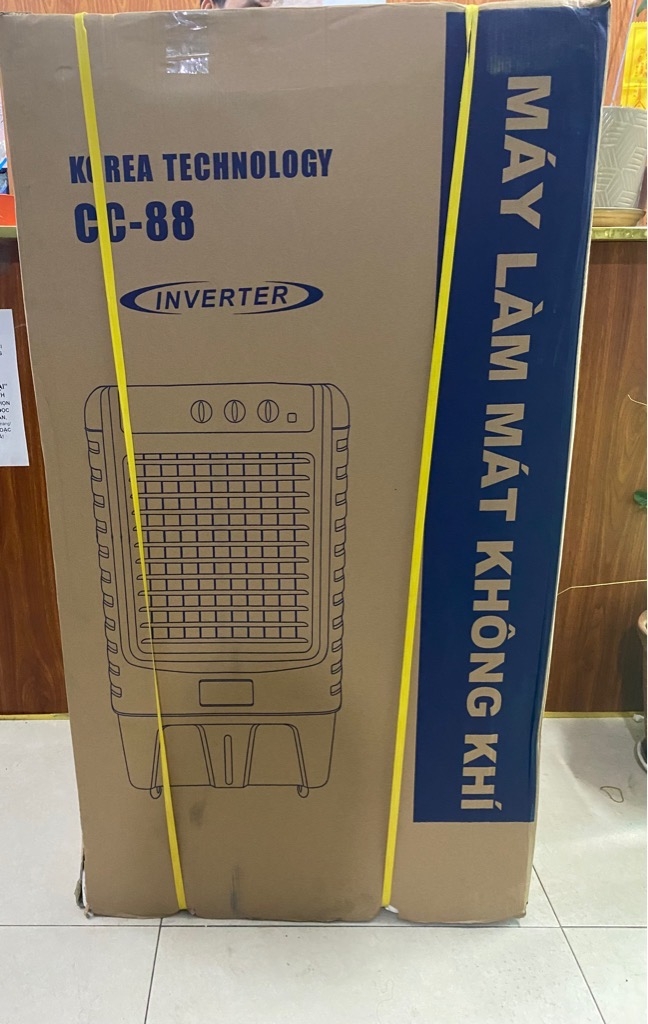 KOREA TECHNOLOGY
CC-88
INVERTER
MÁY LÀM MÁT KHÔNG KHÍ